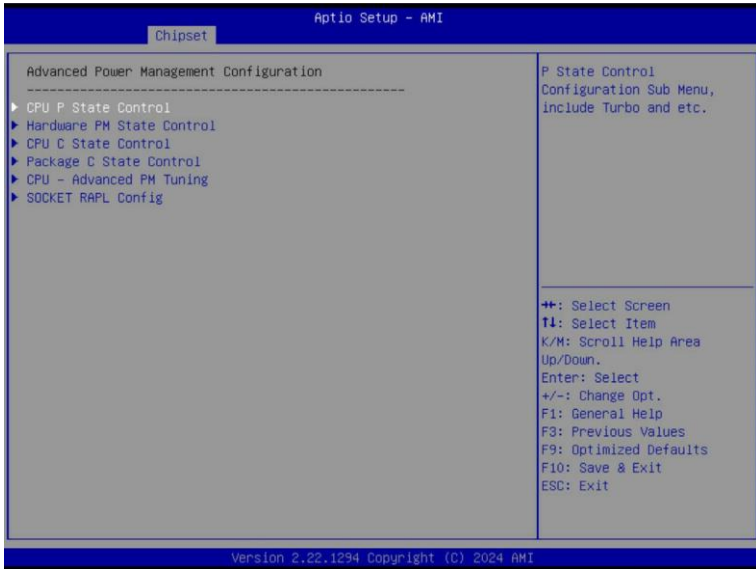 Aptio Setup – AMI
Chipset
Advanced Power Management Configuration
------------------------------------------------
CPU P State Control
Hardware PM State Control
CPU C State Control
Package C State Control
CPU – Advanced PM Tuning
SOCKET RAPL Config
P State Control
Configuration Sub Menu,
include Turbo and etc.
→←: Select Screen
↑↓: Select Item
K/M: Scroll Help Area
Up/Down.
Enter: Select
+/-: Change Opt.
F1: General Help
F3: Previous Values
F9: Optimized Defaults
F10: Save & Exit
ESC: Exit
Version 2.22.1294 Copyright (C) 2024 AMI